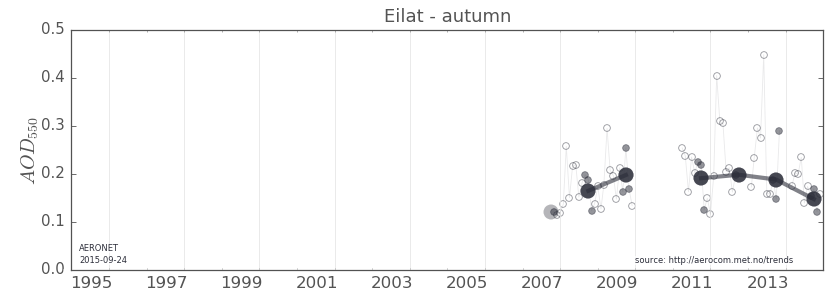 Eilat - autumn
0.5
0.4
0.3
0.2
0.1
0.0
AOD550
AERONET
2015-09-24
source: http://aerocom.met.no/trends
1995 1997 1999 2001 2003 2005 2007 2009 2011 2013